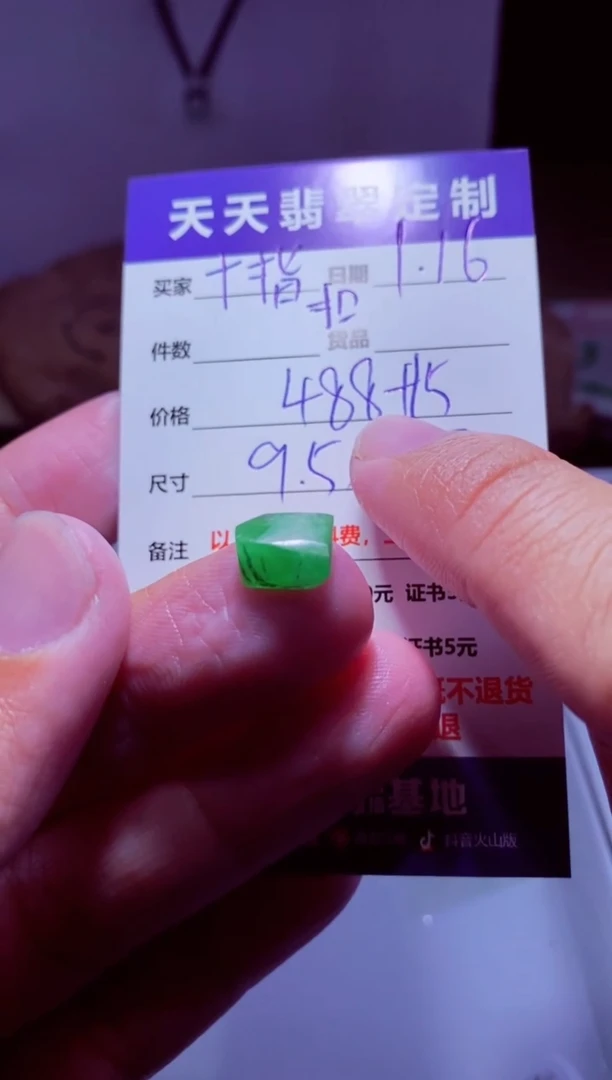 天天翡翠定制
买家 十指扣 日期 1.16
件数 货品
价格 488+15
尺寸 9.5
备注 以 费,
元 证书
证书5元
不退货
退
基地
抖音火山版